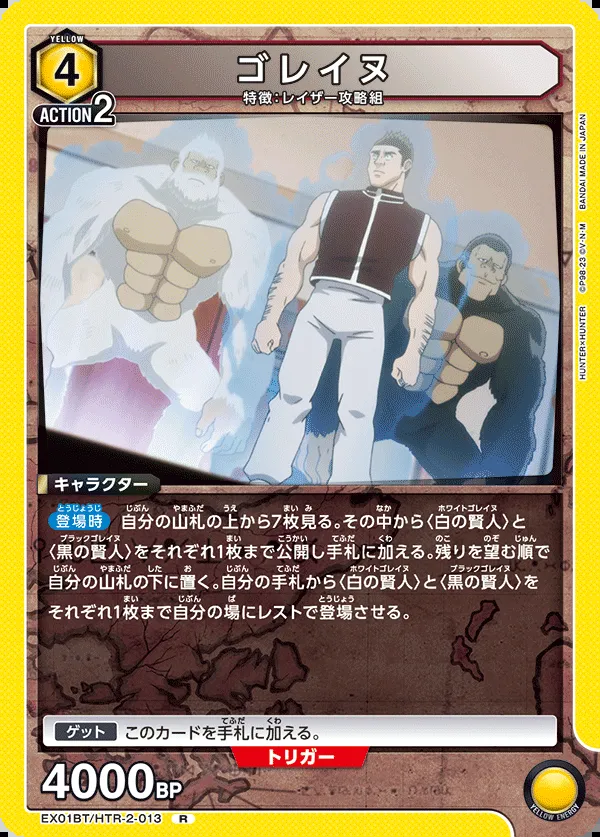 YELLOW
4
ACTION2
ゴレイヌ
特徴:レイザー攻略組
HUNTER×HUNTER ©P98-23 ©V・N・M BANDAI MADE IN JAPAN
キャラクター
登場時 自分の山札の上から7枚見る。その中から〈白の賢人〉と
〈黒の賢人〉をそれぞれ1枚まで公開し手札に加える。残りを望む順で
自分の山札の下に置く。自分の手札から〈白の賢人〉と〈黒の賢人〉を
それぞれ1枚まで自分の場にレストで登場させる。
ゲット このカードを手札に加える。
トリガー
4000BP
YELLOW ENERGY
EX01BT/HTR-2-013 R